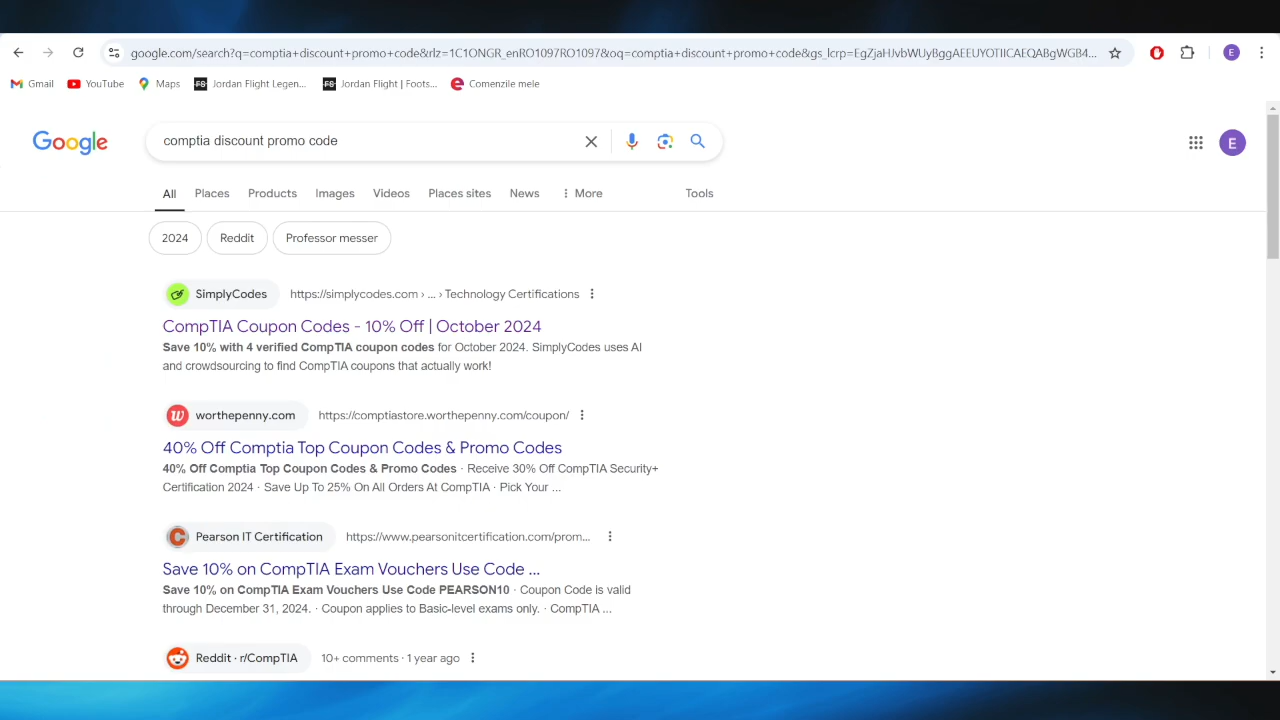 google.com/search?q=comptia+discount+promo+code&rlz=1C1ONGR_enRO1097RO1097&oq=comptia+discount+promo+code&gs_lcrp=EgZjaHJvbWUyBggAEEUYOTIICAEQABgWGB4...
E
Gmail YouTube Maps FS Jordan Flight Legen... FS Jordan Flight | Foots... e Comenzile mele
Google comptia discount promo code E
All Places Products Images Videos Places sites News More Tools
2024 Reddit Professor messer
SimplyCodes https://simplycodes.com › ... › Technology Certifications
CompTIA Coupon Codes - 10% Off | October 2024
Save 10% with 4 verified CompTIA coupon codes for October 2024. SimplyCodes uses AI
and crowdsourcing to find CompTIA coupons that actually work!
w worthepenny.com https://comptiastore.worthepenny.com/coupon/
40% Off Comptia Top Coupon Codes & Promo Codes
40% Off Comptia Top Coupon Codes & Promo Codes · Receive 30% Off CompTIA Security+
Certification 2024 · Save Up To 25% On All Orders At CompTIA · Pick Your ...
C Pearson IT Certification https://www.pearsonitcertification.com/prom...
Save 10% on CompTIA Exam Vouchers Use Code ...
Save 10% on CompTIA Exam Vouchers Use Code PEARSON10 · Coupon Code is valid
through December 31, 2024. · Coupon applies to Basic-level exams only. · CompTIA ...
Reddit · r/CompTIA 10+ comments · 1 year ago